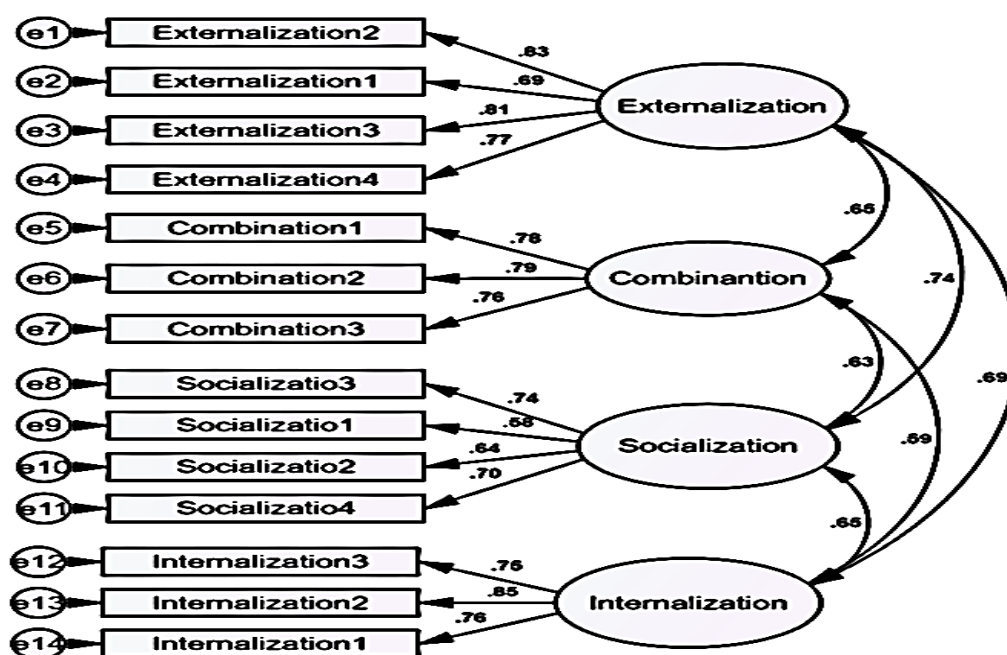 e1 Externalization2
.83
e2 Externalization1
.69
Externalization
e3 Externalization3
.81
e4 Externalization4
.77
e5 Combination1
.78
.65
e6 Combination2
.79
Combinantion
.74
e7 Combination3
.76
e8 Socializatio3
.74
.63
.69
e9 Socializatio1
.58
Socialization
.59
e10 Socializatio2
.64
e11 Socializatio4
.70
.65
e12 Internalization3
.75
e13 Internalization2
.85
Internalization
e14 Internalization1
.76